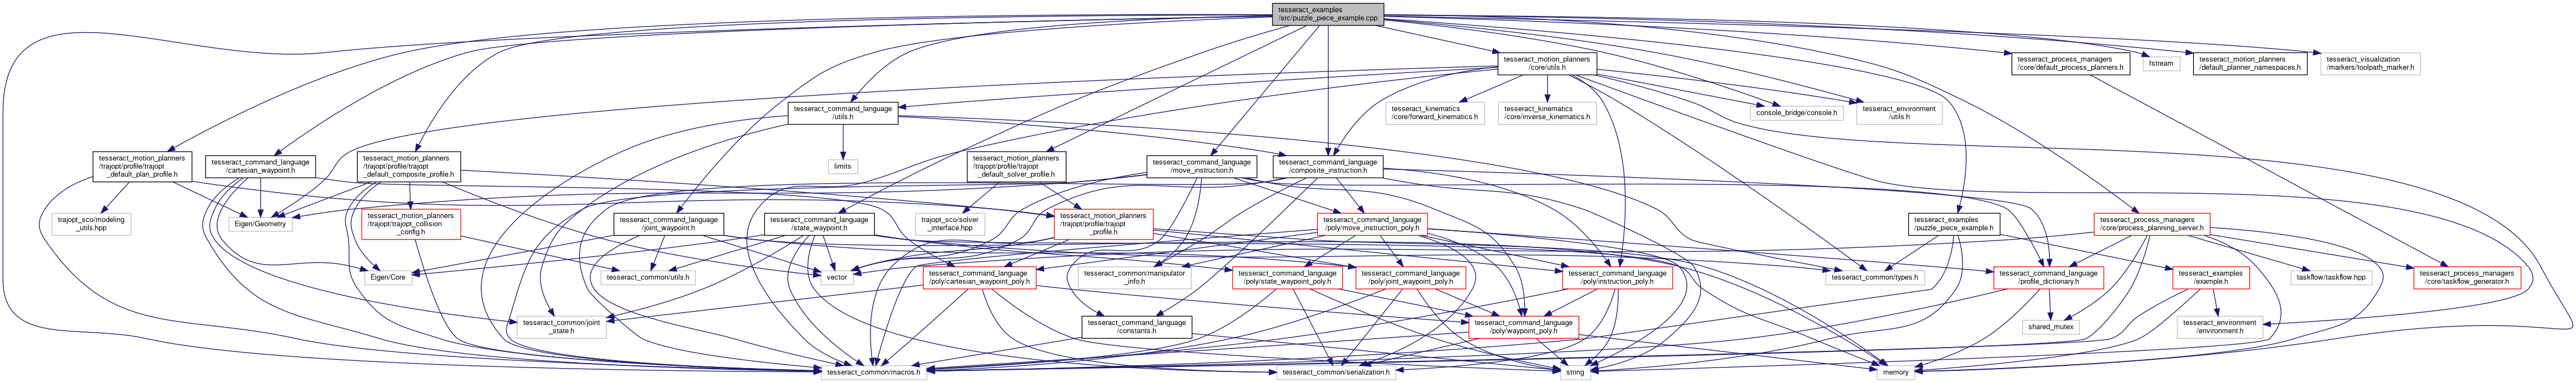 tesseract_examples
/src/puzzle_piece_example.cpp
tesseract_motion_planners
/core/utils.h
tesseract_process_managers
/core/default_process_planners.h
fstream
tesseract_motion_planners
/default_planner_namespaces.h
tesseract_visualization
/markers/toolpath_marker.h
tesseract_command_language
/utils.h
tesseract_kinematics
/core/forward_kinematics.h
tesseract_kinematics
/core/inverse_kinematics.h
console_bridge/console.h
tesseract_environment
/utils.h
tesseract_motion_planners
/trajopt/profile/trajopt
_default_plan_profile.h
tesseract_command_language
/cartesian_waypoint.h
tesseract_motion_planners
/trajopt/profile/trajopt
_default_composite_profile.h
limits
tesseract_motion_planners
/trajopt/profile/trajopt
_default_solver_profile.h
tesseract_command_language
/move_instruction.h
tesseract_command_language
/composite_instruction.h
trajopt_sco/modeling
_utils.hpp
Eigen/Geometry
tesseract_motion_planners
/trajopt/trajopt
_collision
_config.h
tesseract_command_language
/joint_waypoint.h
tesseract_command_language
/state_waypoint.h
trajopt_sco/solver
_interface.hpp
tesseract_motion_planners
/trajopt/profile/trajopt
_profile.h
tesseract_command_language
/poly/move_instruction_poly.h
tesseract_examples
/puzzle_piece_example.h
tesseract_process_managers
/core/process_planning_server.h
Eigen/Core
tesseract_common/utils.h
vector
tesseract_command_language
/poly/cartesian_waypoint_poly.h
tesseract_common/manipulator
_info.h
tesseract_command_language
/poly/state_waypoint_poly.h
tesseract_command_language
/poly/joint_waypoint_poly.h
tesseract_command_language
/poly/instruction_poly.h
tesseract_common/types.h
tesseract_command_language
/profile_dictionary.h
tesseract_examples
/example.h
taskflow/taskflow.hpp
tesseract_process_managers
/core/taskflow_generator.h
tesseract_common/joint
_state.h
tesseract_command_language
/constants.h
tesseract_command_language
/poly/waypoint_poly.h
shared_mutex
tesseract_environment
/environment.h
tesseract_common/macros.h
tesseract_common/serialization.h
string
memory